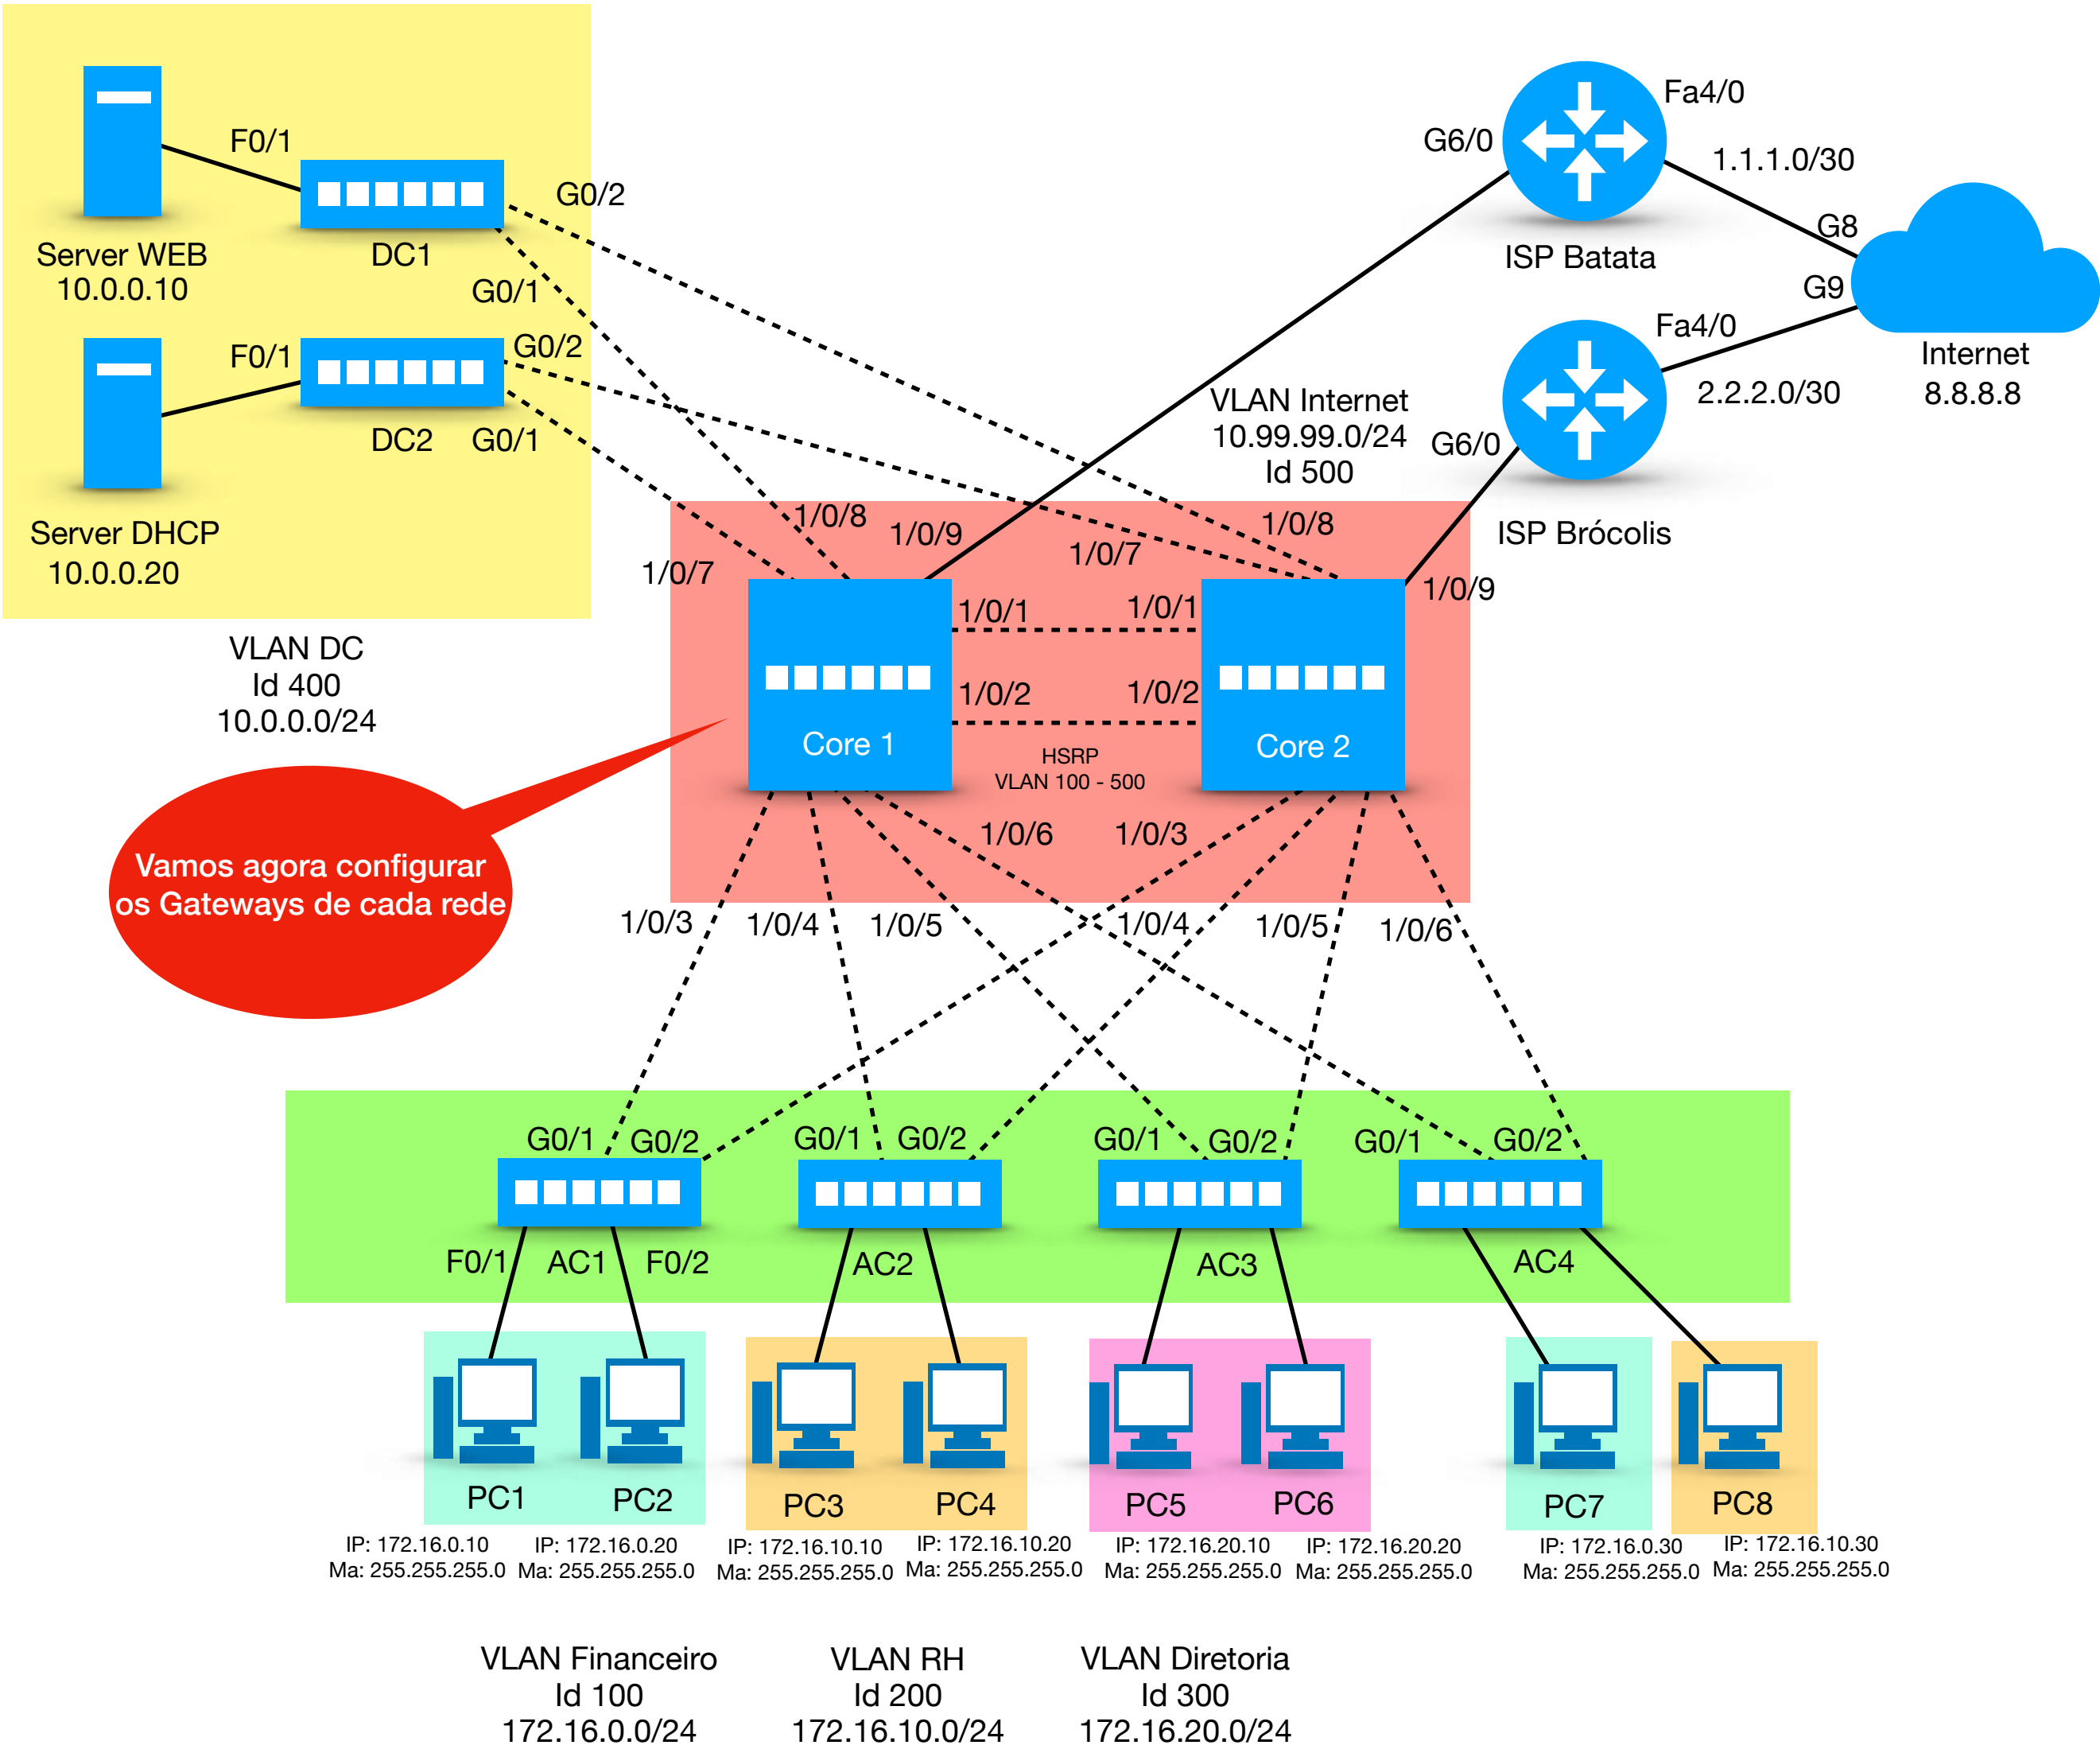 Fa4/0
G6/0
1.1.1.0/30
G8
ISP Batata
G9
Fa4/0
Internet
8.8.8.8
2.2.2.0/30
G6/0
ISP Brócolis
F0/1
G0/2
Server WEB
10.0.0.10
DC1
G0/1
F0/1
G0/2
DC2
G0/1
Server DHCP
10.0.0.20
VLAN DC
Id 400
10.0.0.0/24
VLAN Internet
10.99.99.0/24
Id 500
1/0/8
1/0/9
1/0/7
1/0/8
1/0/7
1/0/9
1/0/1
1/0/1
1/0/2
1/0/2
Core 1
Core 2
HSRP
VLAN 100 - 500
Vamos agora configurar
os Gateways de cada rede
1/0/6
1/0/3
1/0/3
1/0/4
1/0/5
1/0/4
1/0/5
1/0/6
G0/1
G0/2
G0/1
G0/2
G0/1
G0/2
G0/1
G0/2
F0/1
AC1
F0/2
AC2
AC3
AC4
PC1
PC2
PC3
PC4
PC5
PC6
PC7
PC8
IP: 172.16.0.10
Ma: 255.255.255.0
IP: 172.16.0.20
Ma: 255.255.255.0
IP: 172.16.10.10
Ma: 255.255.255.0
IP: 172.16.10.20
Ma: 255.255.255.0
IP: 172.16.20.10
Ma: 255.255.255.0
IP: 172.16.20.20
Ma: 255.255.255.0
IP: 172.16.0.30
Ma: 255.255.255.0
IP: 172.16.10.30
Ma: 255.255.255.0
VLAN Financeiro
Id 100
172.16.0.0/24
VLAN RH
Id 200
172.16.10.0/24
VLAN Diretoria
Id 300
172.16.20.0/24